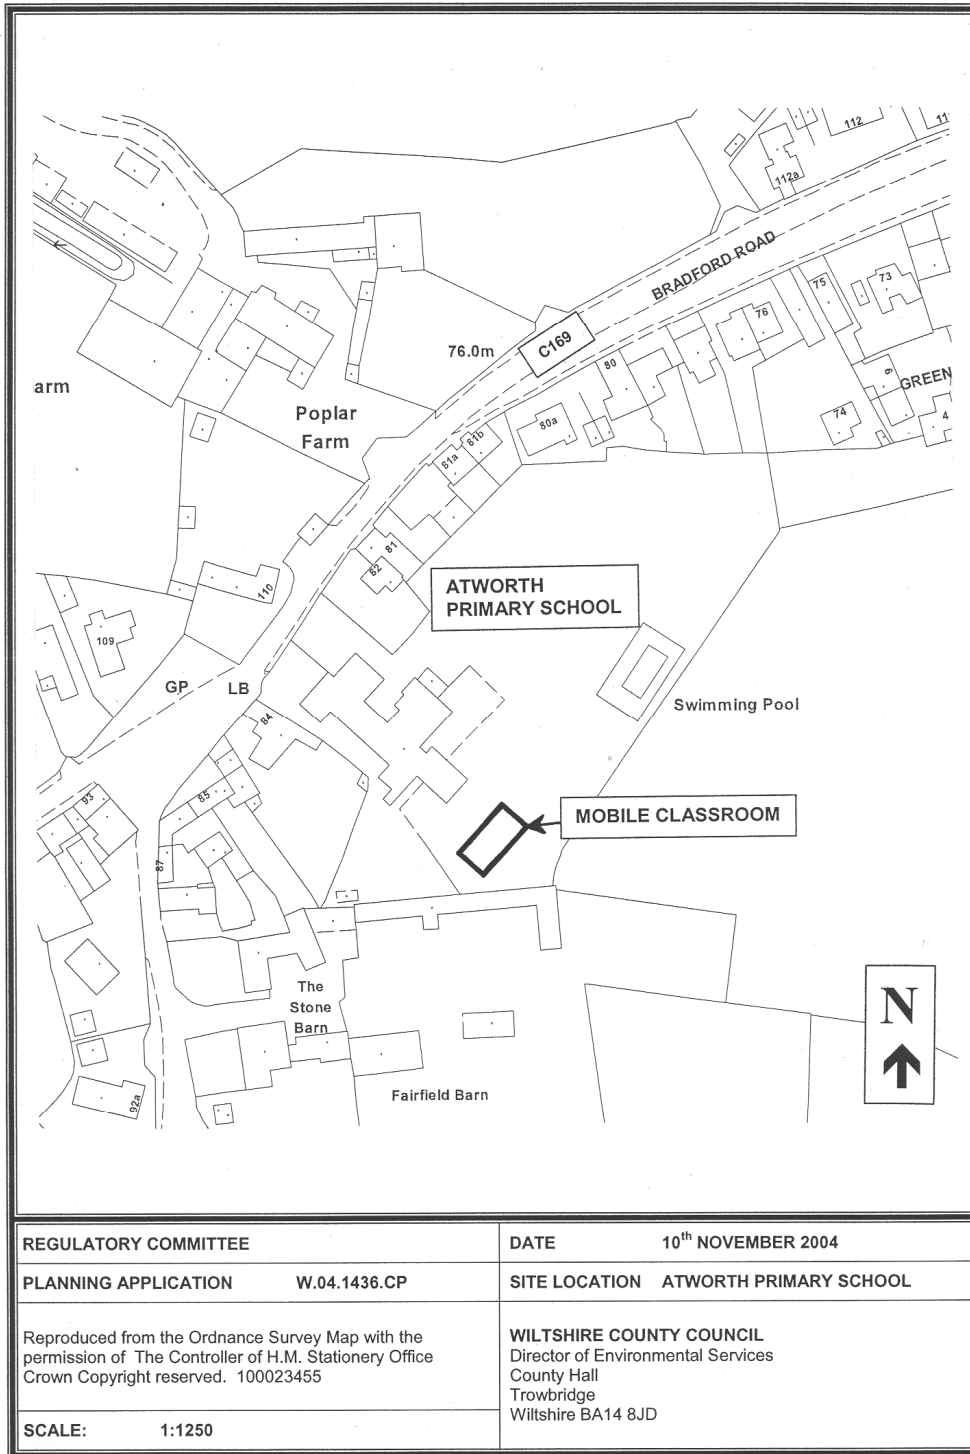 112
11
112a
BRADFORD ROAD
C169
76.0m
73
75
76
80
6
GREEN
74
4
80a
81b
81a
arm
Poplar
Farm
81
82
110
109
ATWORTH
PRIMARY SCHOOL
GP
LB
84
Swimming Pool
MOBILE CLASSROOM
93
85
87
The
Stone
Barn
N
92a
Fairfield Barn
REGULATORY COMMITTEE
DATE 10th NOVEMBER 2004
PLANNING APPLICATION W.04.1436.CP
SITE LOCATION ATWORTH PRIMARY SCHOOL
Reproduced from the Ordnance Survey Map with the
permission of The Controller of H.M. Stationery Office
Crown Copyright reserved. 100023455
WILTSHIRE COUNTY COUNCIL
Director of Environmental Services
County Hall
Trowbridge
Wiltshire BA14 8JD
SCALE: 1:1250